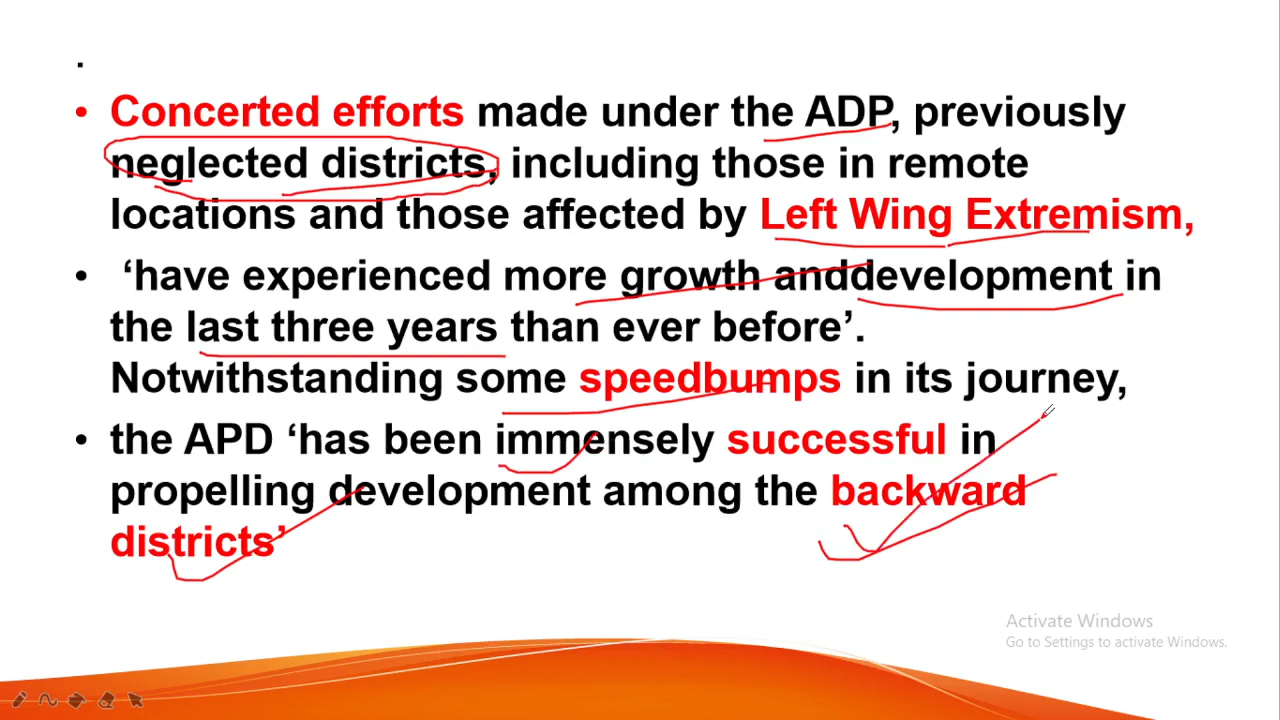 .
• Concerted efforts made under the ADP, previously
neglected districts, including those in remote
locations and those affected by Left Wing Extremism,
• ‘have experienced more growth anddevelopment in
the last three years than ever before’.
Notwithstanding some speedbumps in its journey,
• the APD ‘has been immensely successful in
propelling development among the backward
districts’
Activate Windows
Go to Settings to activate Windows.